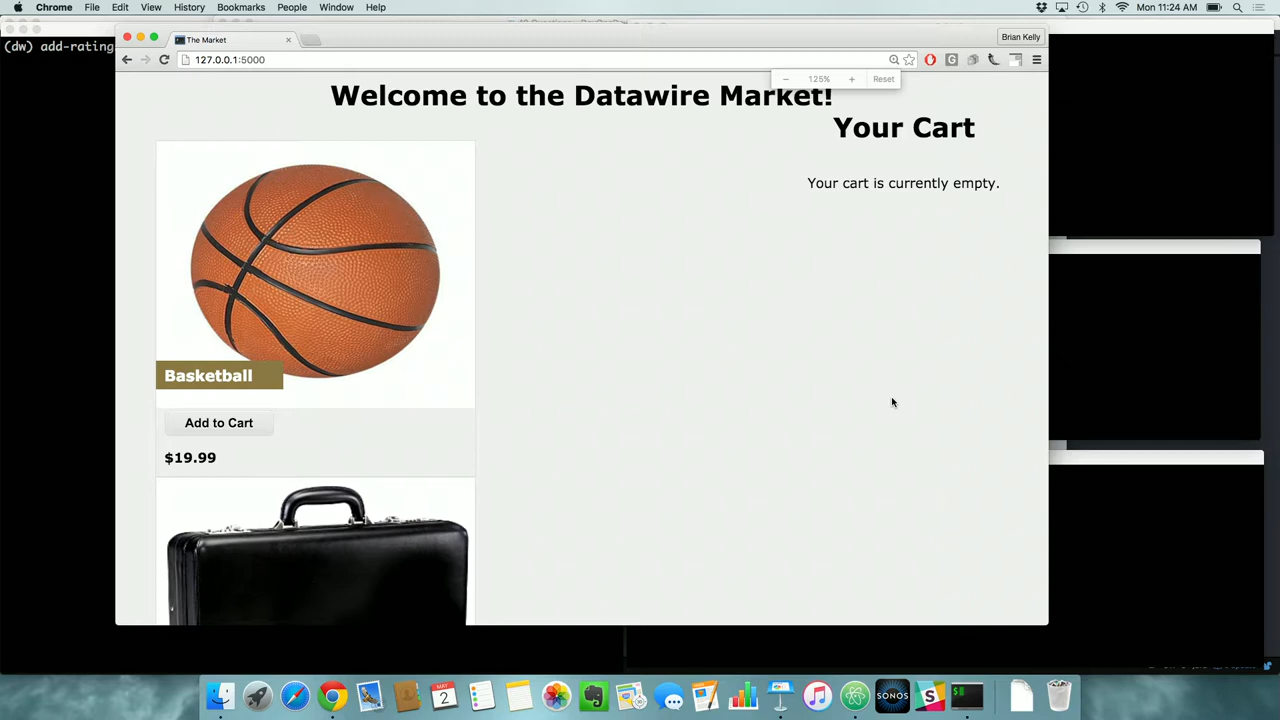 Chrome File Edit View History Bookmarks People Window Help
Mon 11:24 AM
(dw) add-rating
The Market
Brian Kelly
127.0.0.1:5000
125%
Reset
Welcome to the Datawire Market!
Your Cart
Your cart is currently empty.
Basketball
Add to Cart
$19.99
MAY
2
SONOS